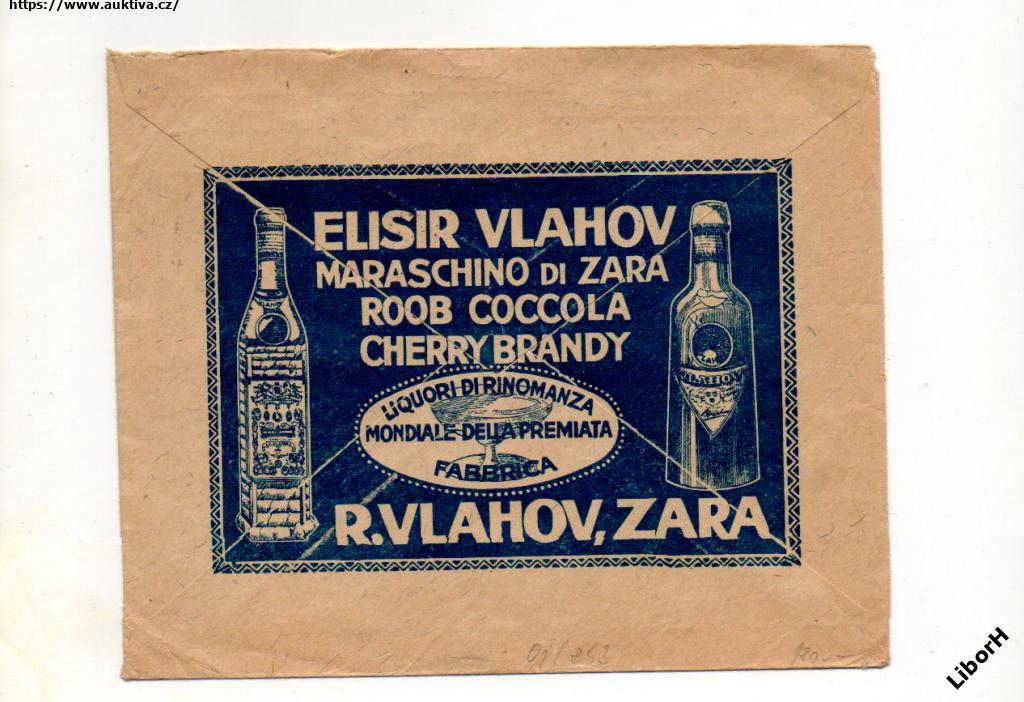 https://www.auktiva.cz/
ELISIR VLAHOV
MARASCHINO DI ZARA
ROOB COCCOLA
CHERRY BRANDY
LIQUORI DI RINOMANZA
MONDIALE DELLA PREMIATA
FABBRICA
R.VLAHOV, ZARA
VLAHOV
LiborH